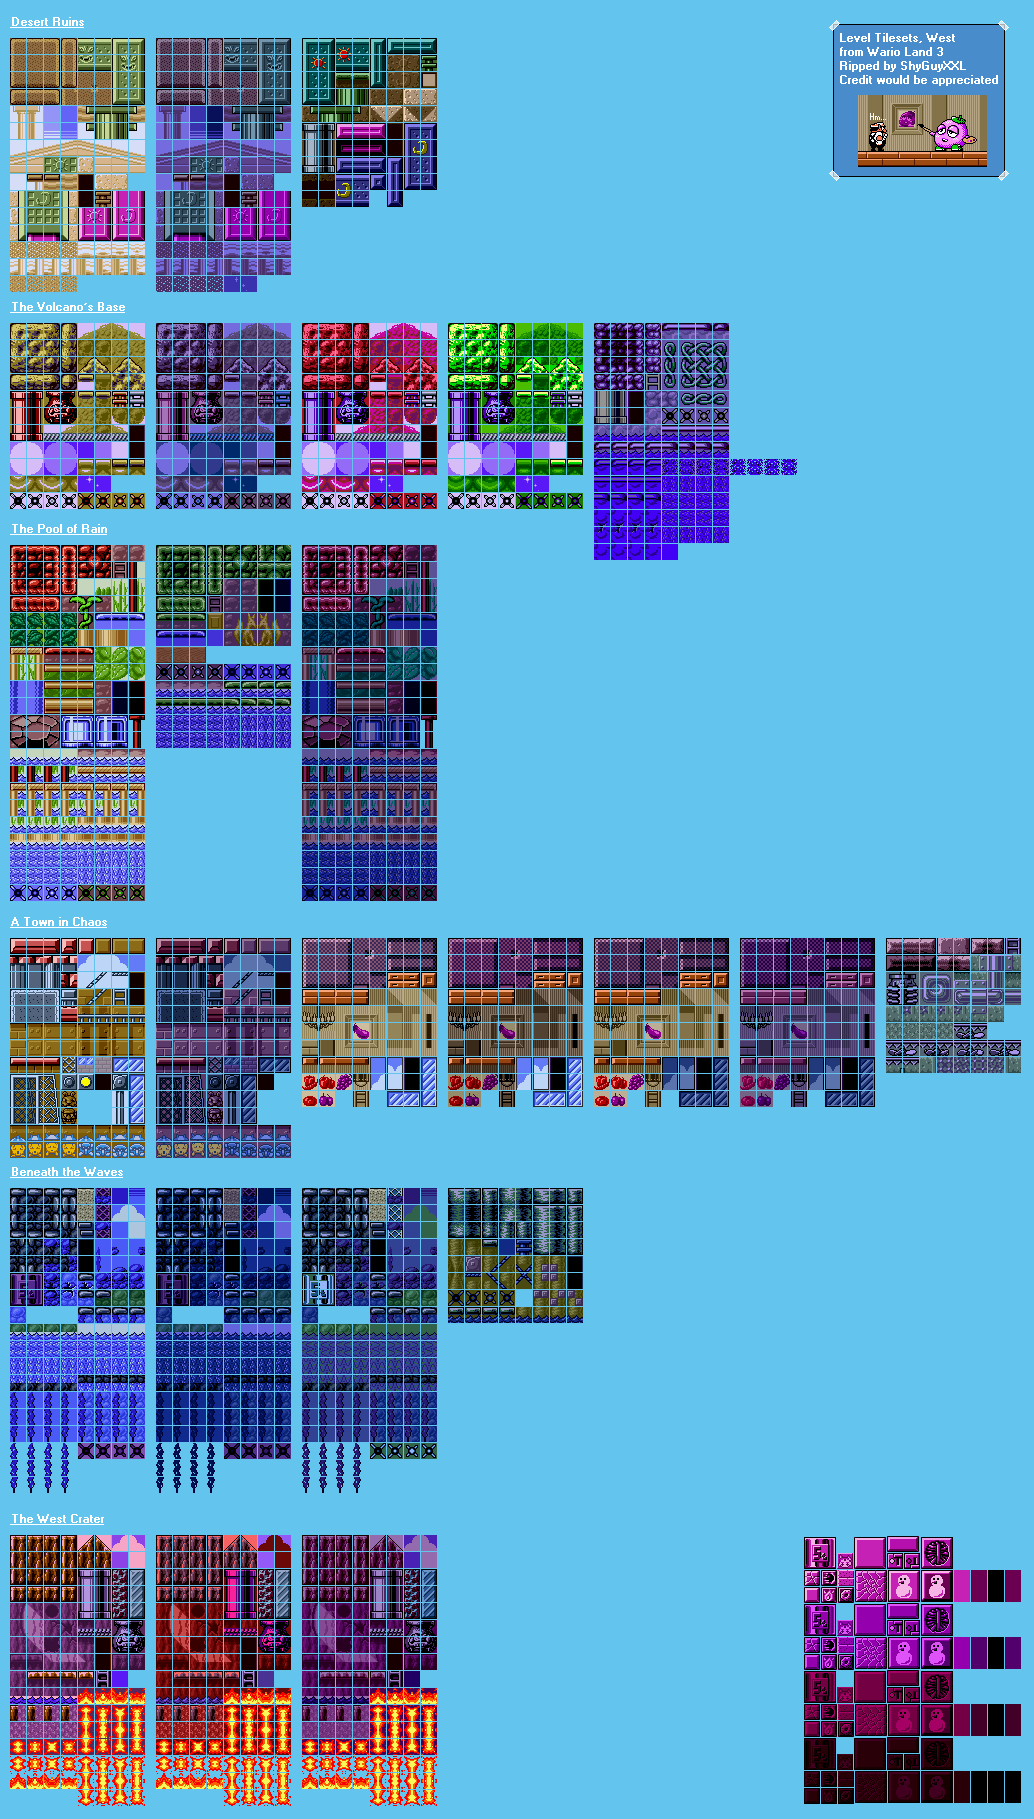 Desert Ruins
Level Tilesets, West
from Wario Land 3
Ripped by ShyGuyXXL
Credit would be appreciated
Hm...
The Volcano's Base
The Pool of Rain
A Town in Chaos
Beneath the Waves
The West Crater